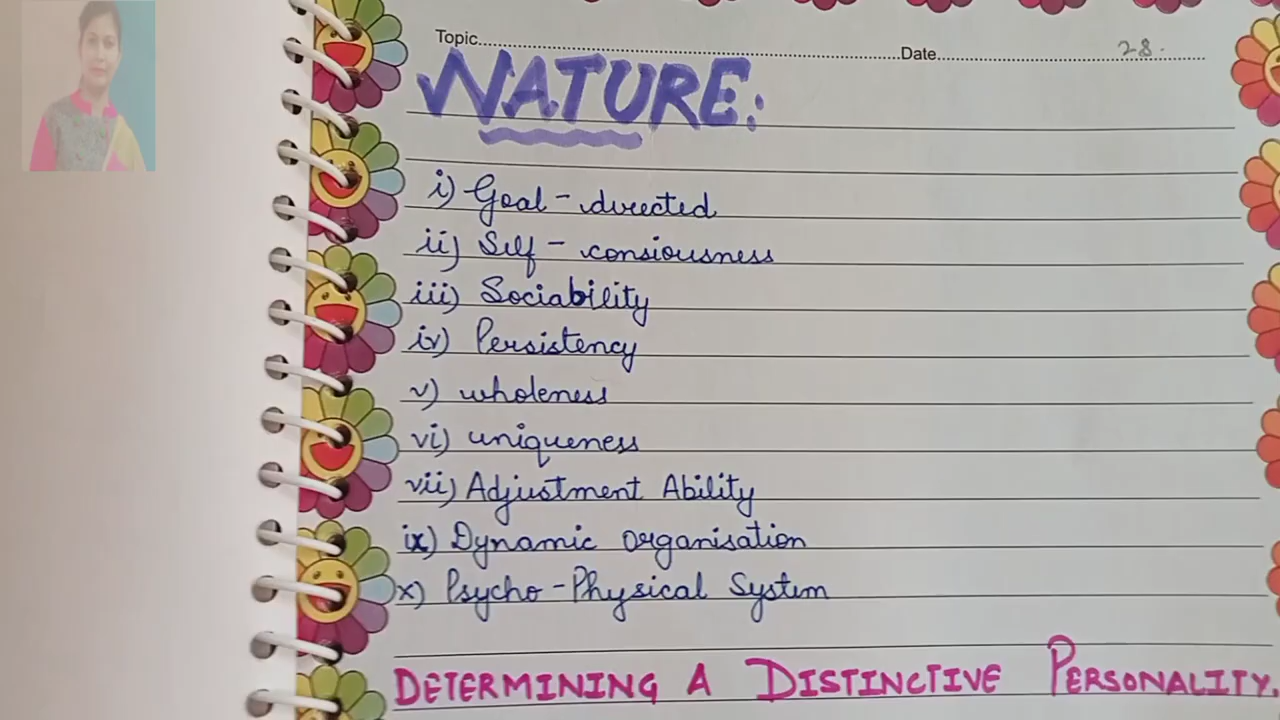 Topic Date 28.
NATURE:
i) Goal-directed
ii) Self-consiousness
iii) Sociability
iv) Persistency
v) wholeness
vi) uniqueness
vii) Adjustment Ability
ix) Dynamic organisation
x) Psycho-Physical System
DETERMINING A DISTINCTIVE PERSONALITY.